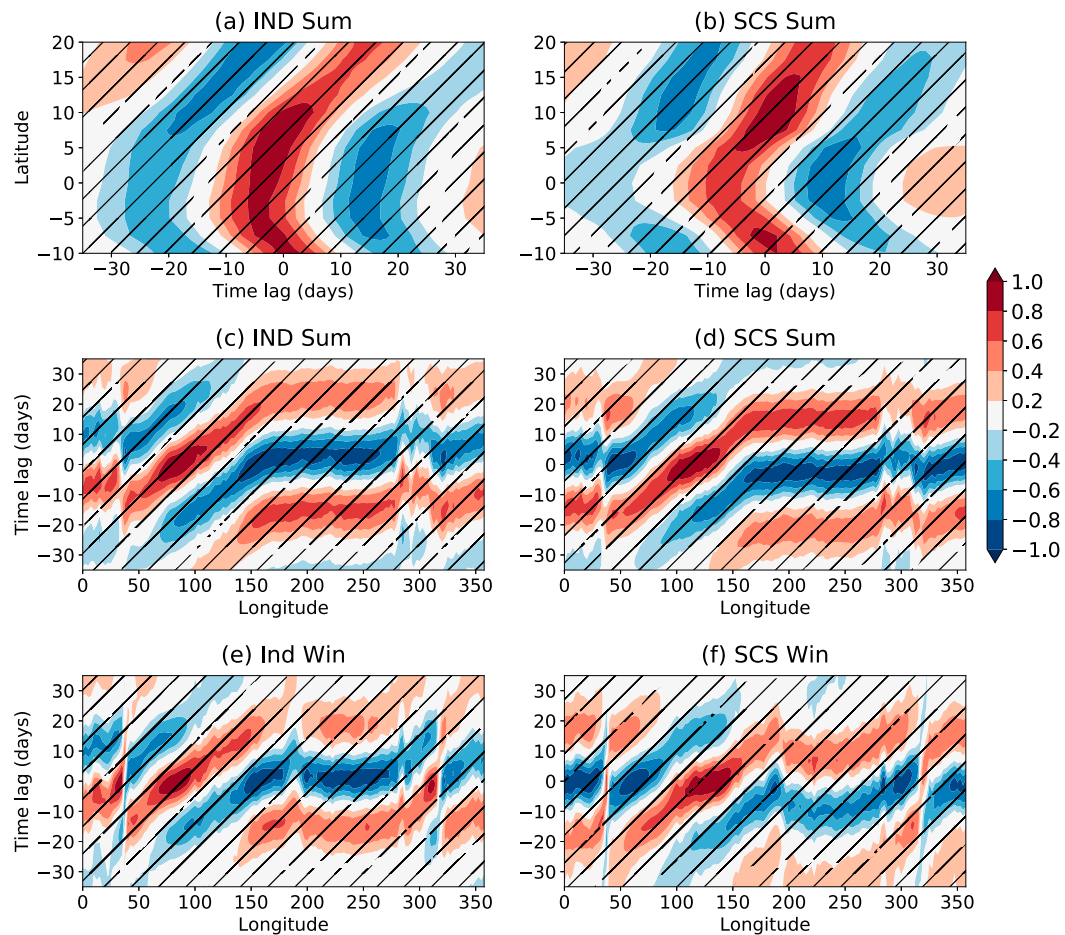 (a) IND Sum
(b) SCS Sum
Latitude
20
15
10
5
0
−5
−10
20
15
10
5
0
−5
−10
−30 −20 −10 0 10 20 30
−30 −20 −10 0 10 20 30
Time lag (days)
Time lag (days)
(c) IND Sum
(d) SCS Sum
Time lag (days)
30
20
10
0
−10
−20
−30
30
20
10
0
−10
−20
−30
0 50 100 150 200 250 300 350
0 50 100 150 200 250 300 350
Longitude
Longitude
1.0
0.8
0.6
0.4
0.2
−0.2
−0.4
−0.6
−0.8
−1.0
(e) Ind Win
(f) SCS Win
Time lag (days)
30
20
10
0
−10
−20
−30
30
20
10
0
−10
−20
−30
0 50 100 150 200 250 300 350
0 50 100 150 200 250 300 350
Longitude
Longitude